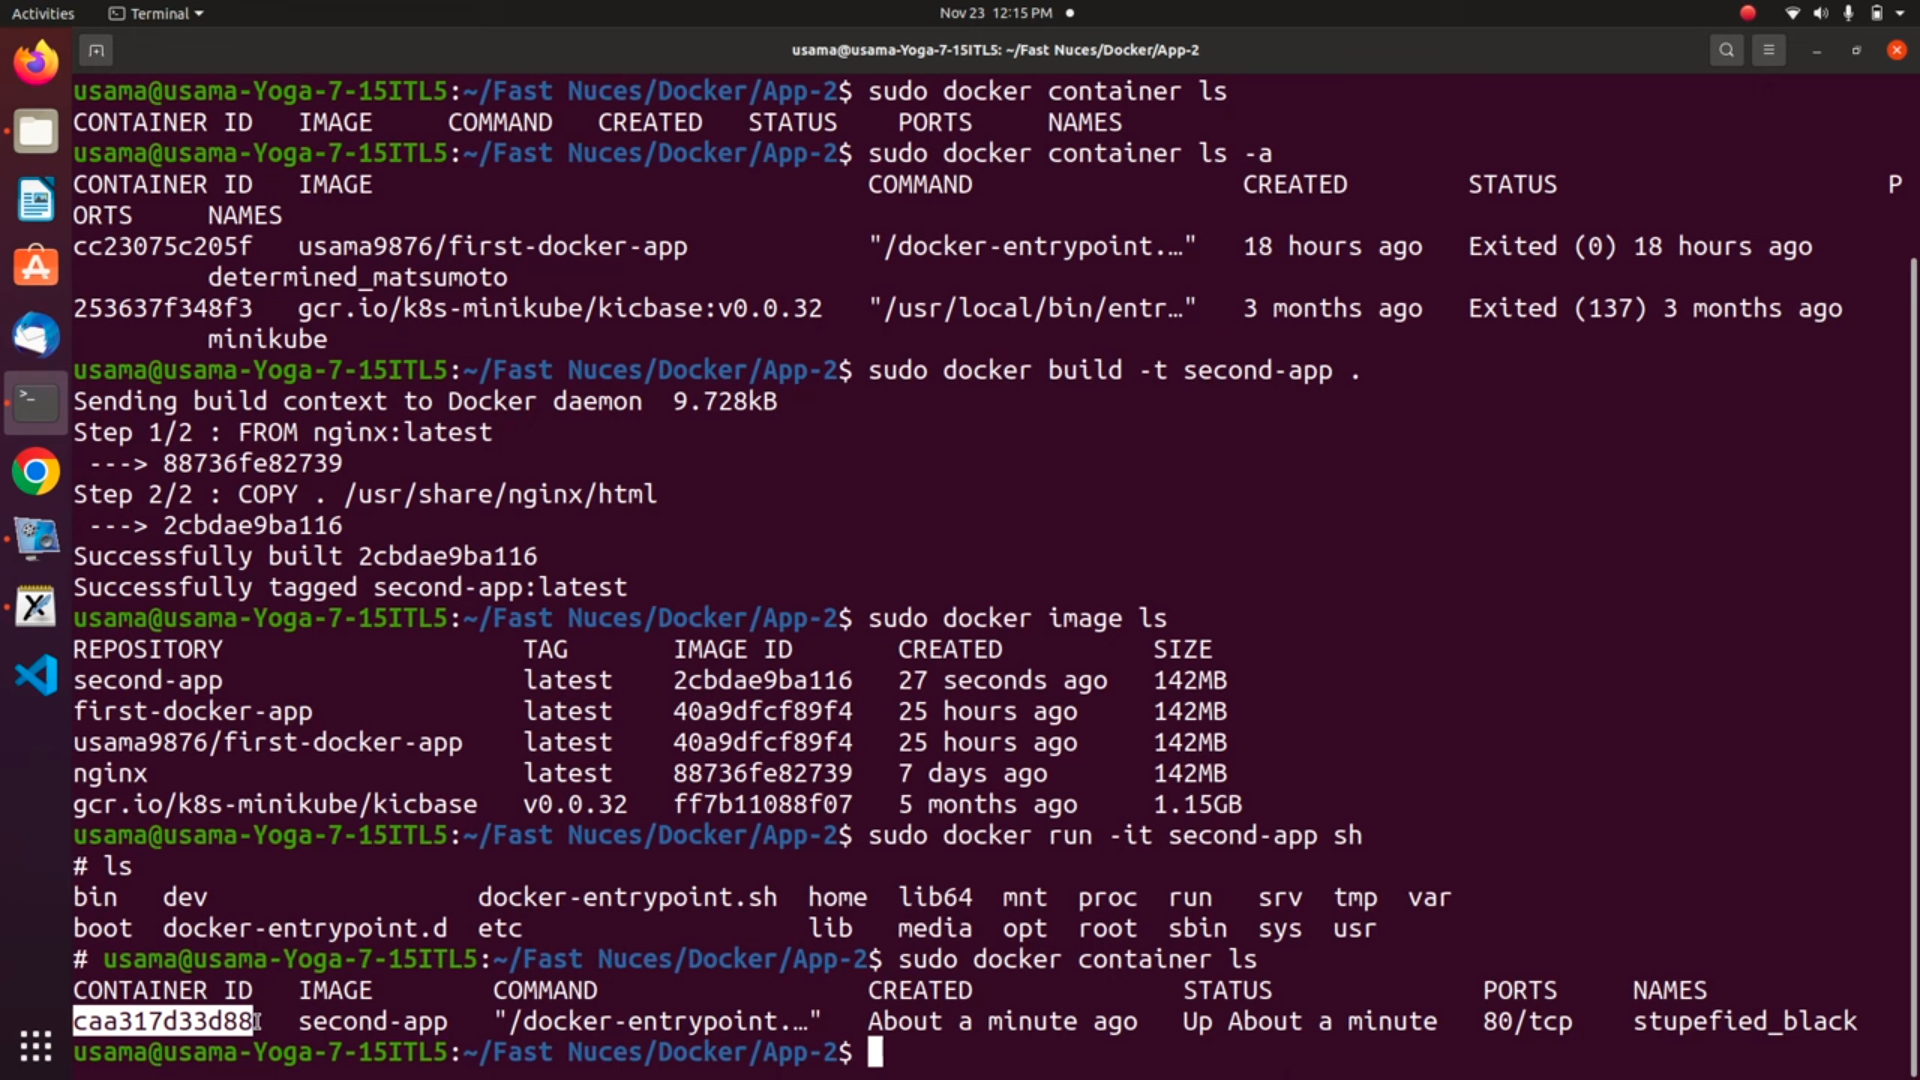 Activities Terminal Nov 23 12:15 PM
usama@usama-Yoga-7-15ITL5: ~/Fast Nuces/Docker/App-2
usama@usama-Yoga-7-15ITL5:~/Fast Nuces/Docker/App-2$ sudo docker container ls
CONTAINER ID IMAGE COMMAND CREATED STATUS PORTS NAMES
usama@usama-Yoga-7-15ITL5:~/Fast Nuces/Docker/App-2$ sudo docker container ls -a
CONTAINER ID IMAGE COMMAND CREATED STATUS P
ORTS NAMES
cc23075c205f usama9876/first-docker-app "/docker-entrypoint.…" 18 hours ago Exited (0) 18 hours ago
determined_matsumoto
253637f348f3 gcr.io/k8s-minikube/kicbase:v0.0.32 "/usr/local/bin/entr…" 3 months ago Exited (137) 3 months ago
minikube
usama@usama-Yoga-7-15ITL5:~/Fast Nuces/Docker/App-2$ sudo docker build -t second-app .
Sending build context to Docker daemon 9.728kB
Step 1/2 : FROM nginx:latest
---> 88736fe82739
Step 2/2 : COPY . /usr/share/nginx/html
---> 2cbdae9ba116
Successfully built 2cbdae9ba116
Successfully tagged second-app:latest
usama@usama-Yoga-7-15ITL5:~/Fast Nuces/Docker/App-2$ sudo docker image ls
REPOSITORY TAG IMAGE ID CREATED SIZE
second-app latest 2cbdae9ba116 27 seconds ago 142MB
first-docker-app latest 40a9dfcf89f4 25 hours ago 142MB
usama9876/first-docker-app latest 40a9dfcf89f4 25 hours ago 142MB
nginx latest 88736fe82739 7 days ago 142MB
gcr.io/k8s-minikube/kicbase v0.0.32 ff7b11088f07 5 months ago 1.15GB
usama@usama-Yoga-7-15ITL5:~/Fast Nuces/Docker/App-2$ sudo docker run -it second-app sh
# ls
bin dev docker-entrypoint.sh home lib64 mnt proc run srv tmp var
boot docker-entrypoint.d etc lib media opt root sbin sys usr
# usama@usama-Yoga-7-15ITL5:~/Fast Nuces/Docker/App-2$ sudo docker container ls
CONTAINER ID IMAGE COMMAND CREATED STATUS PORTS NAMES
caa317d33d88 second-app "/docker-entrypoint.…" About a minute ago Up About a minute 80/tcp stupefied_black
usama@usama-Yoga-7-15ITL5:~/Fast Nuces/Docker/App-2$